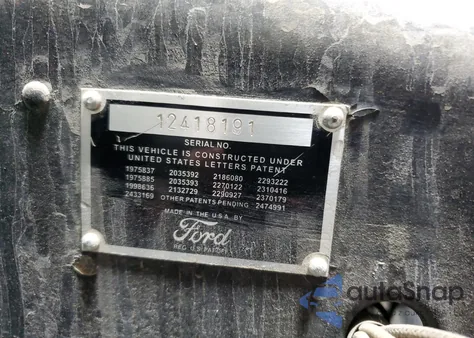 12418191
SERIAL NO.
THIS VEHICLE IS CONSTRUCTED UNDER
UNITED STATES LETTERS PATENT
1975837 2035392 2186080 2293222
1975885 2035393 2270122 2310416
1998636 2132729 2290927 2370179
2433169 OTHER PATENTS PENDING 2474991
MADE IN THE U.S.A. BY
Ford
REG. U.S. PAT. OFF.
autoSnap